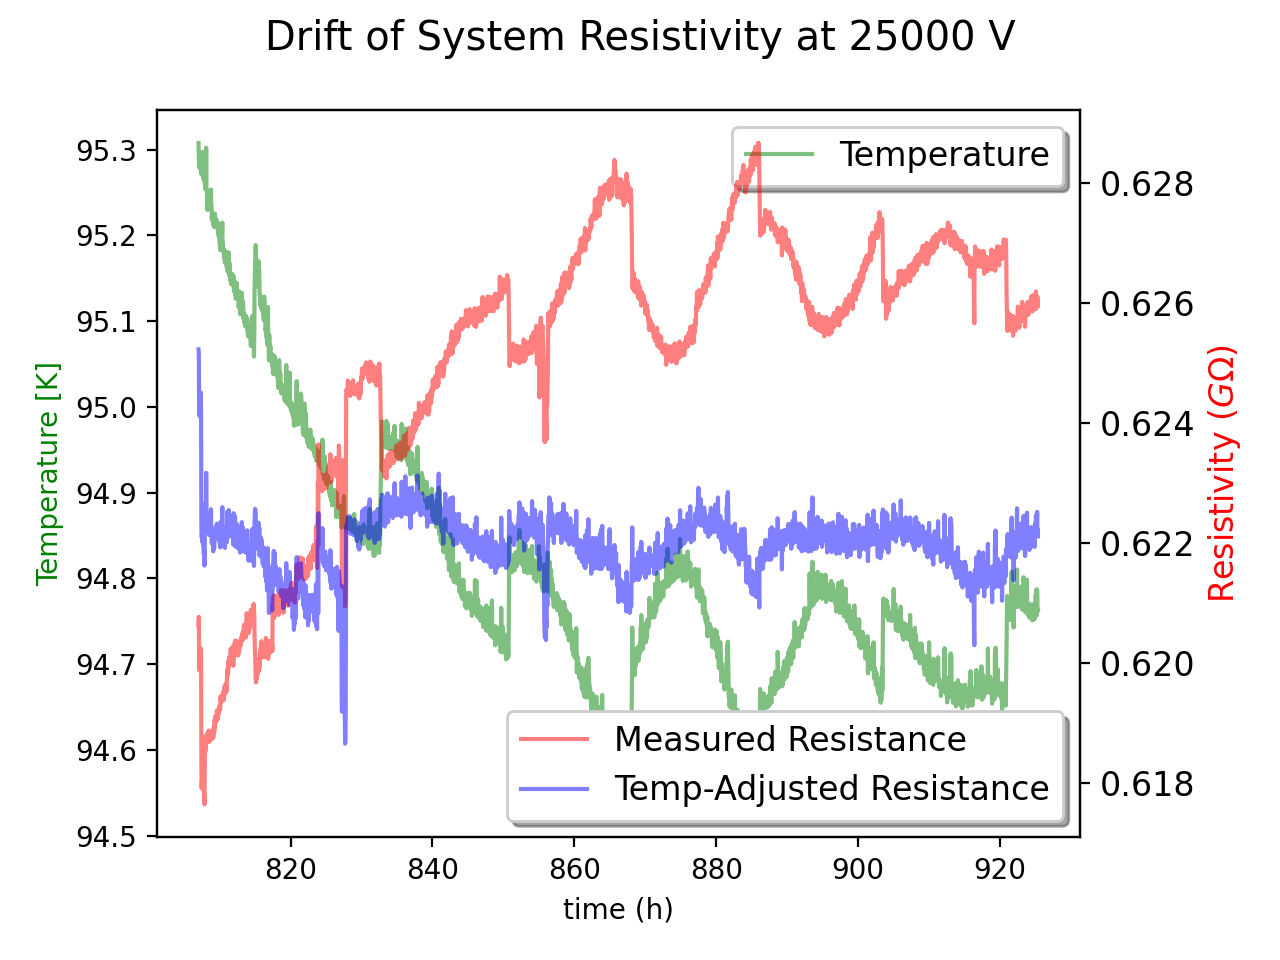 Drift of System Resistivity at 25000 V
Temperature
95.3
95.2
95.1
95.0
94.9
94.8
94.7
94.6
94.5
Temperature [K]
0.628
0.626
0.624
0.622
0.620
0.618
Resistivity (GΩ)
Measured Resistance
Temp-Adjusted Resistance
820 840 860 880 900 920
time (h)